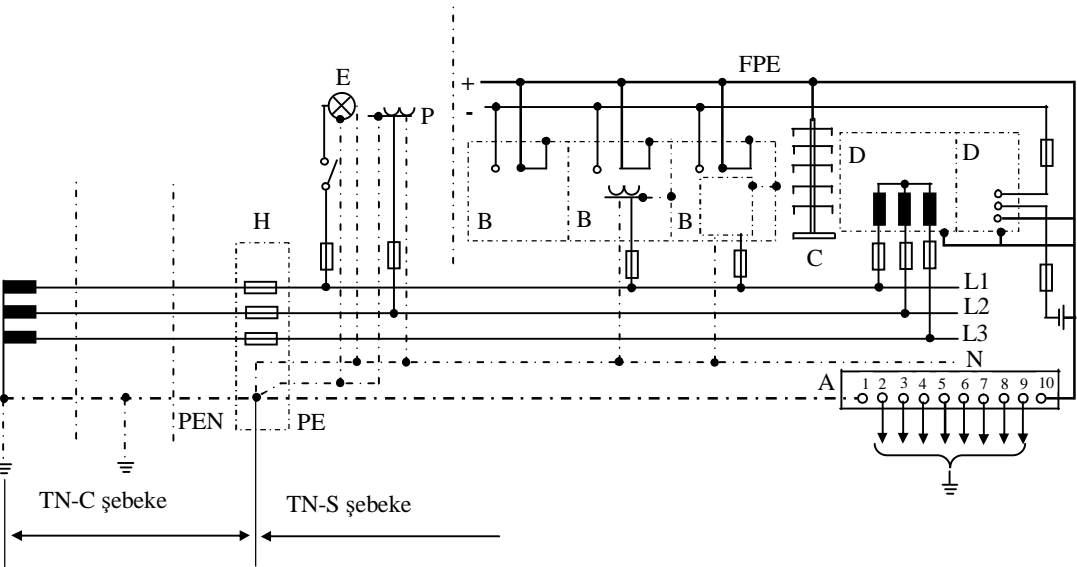 FPE
E
+
P
-
D
D
H
B
B
B
C
L1
L2
L3
N
A
1 2 3 4 5 6 7 8 9 10
PEN
PE
TN-C şebeke
TN-S şebeke